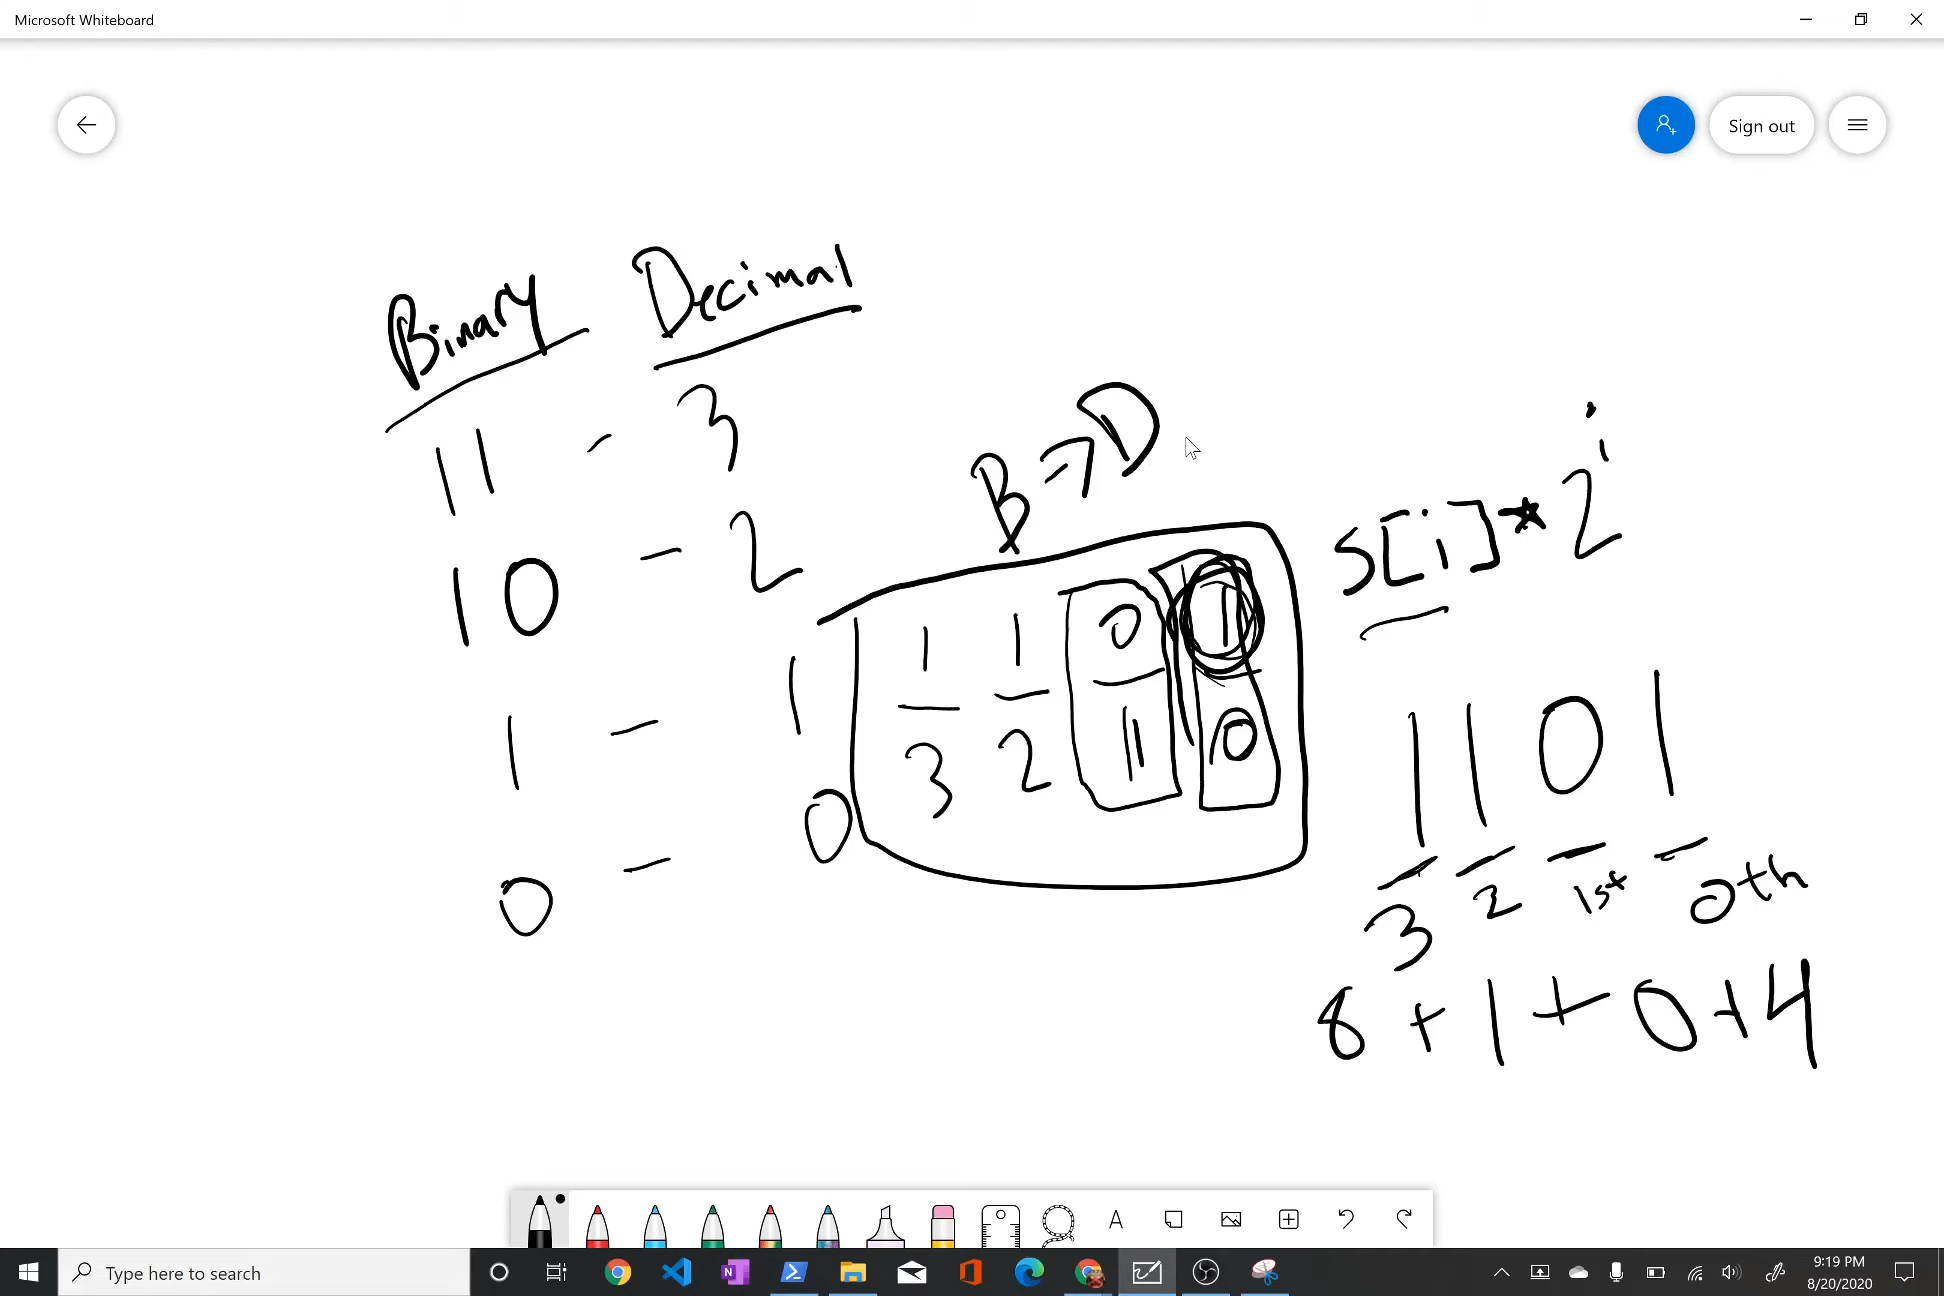 Microsoft Whiteboard
Sign out
Binary Decimal
11 - 3
10 - 2
1 - 1
0 - 0
B => D
1 1 0 1
3 2 1 0
s[i] * 2^i
1 1 0 1
3 2 1st 0th
8 + 1 + 0 + 4
A
Type here to search
9:19 PM
8/20/2020